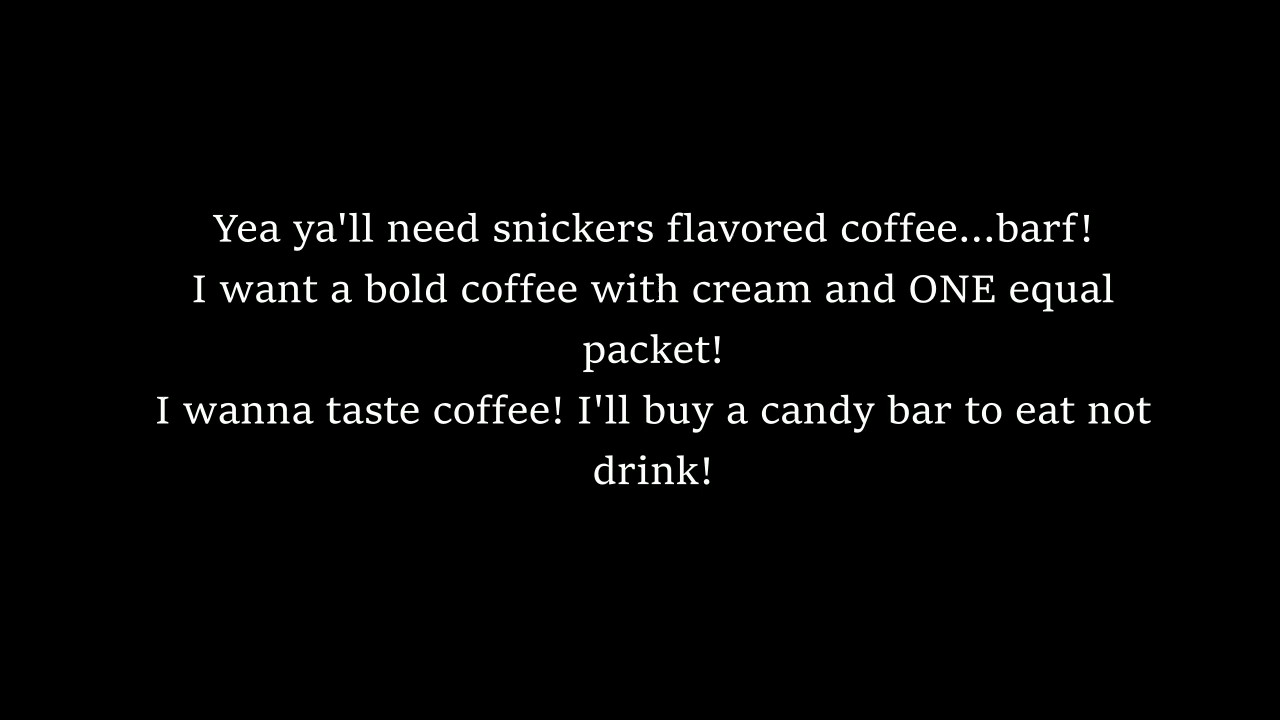 Yea ya'll need snickers flavored coffee...barf!
I want a bold coffee with cream and ONE equal
packet!
I wanna taste coffee! I'll buy a candy bar to eat not
drink!